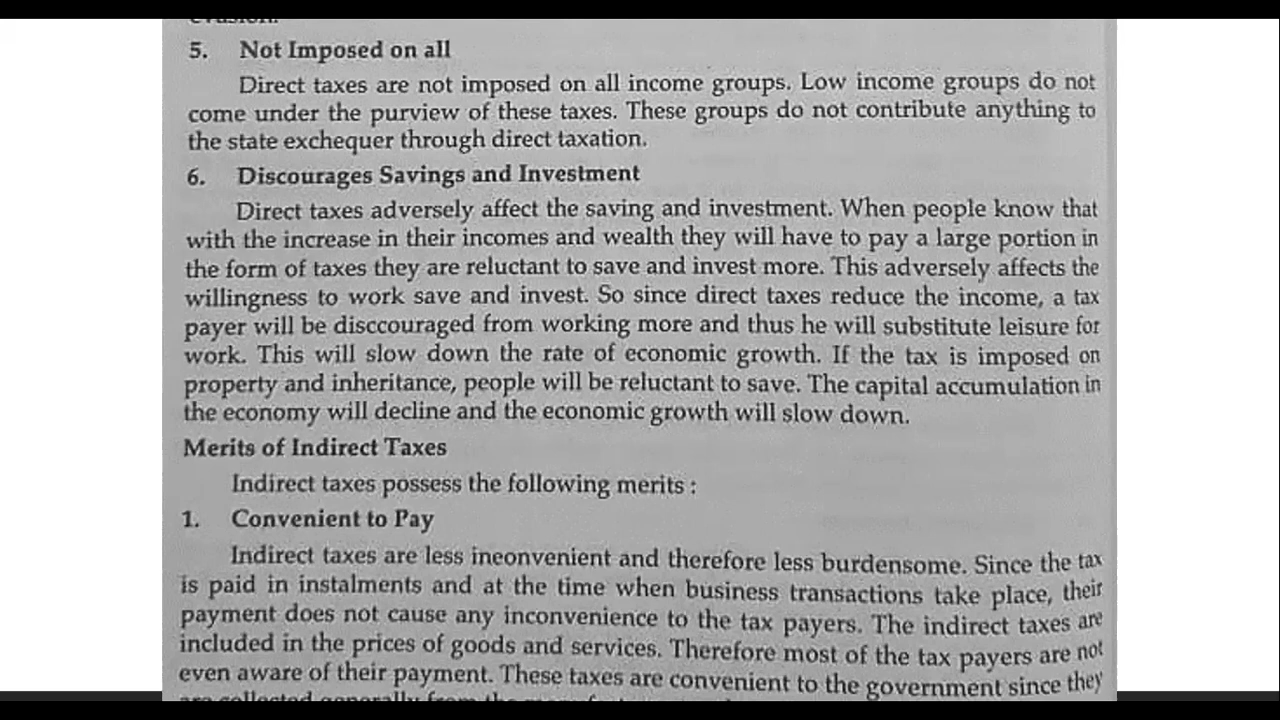 evasion.
5. Not Imposed on all
Direct taxes are not imposed on all income groups. Low income groups do not
come under the purview of these taxes. These groups do not contribute anything to
the state exchequer through direct taxation.
6. Discourages Savings and Investment
Direct taxes adversely affect the saving and investment. When people know that
with the increase in their incomes and wealth they will have to pay a large portion in
the form of taxes they are reluctant to save and invest more. This adversely affects the
willingness to work save and invest. So since direct taxes reduce the income, a tax
payer will be disccouraged from working more and thus he will substitute leisure for
work. This will slow down the rate of economic growth. If the tax is imposed on
property and inheritance, people will be reluctant to save. The capital accumulation in
the economy will decline and the economic growth will slow down.
Merits of Indirect Taxes
Indirect taxes possess the following merits :
1. Convenient to Pay
Indirect taxes are less ineonvenient and therefore less burdensome. Since the tax
is paid in instalments and at the time when business transactions take place, their
payment does not cause any inconvenience to the tax payers. The indirect taxes are
included in the prices of goods and services. Therefore most of the tax payers are not
even aware of their payment. These taxes are convenient to the government since they
are collected generally from the